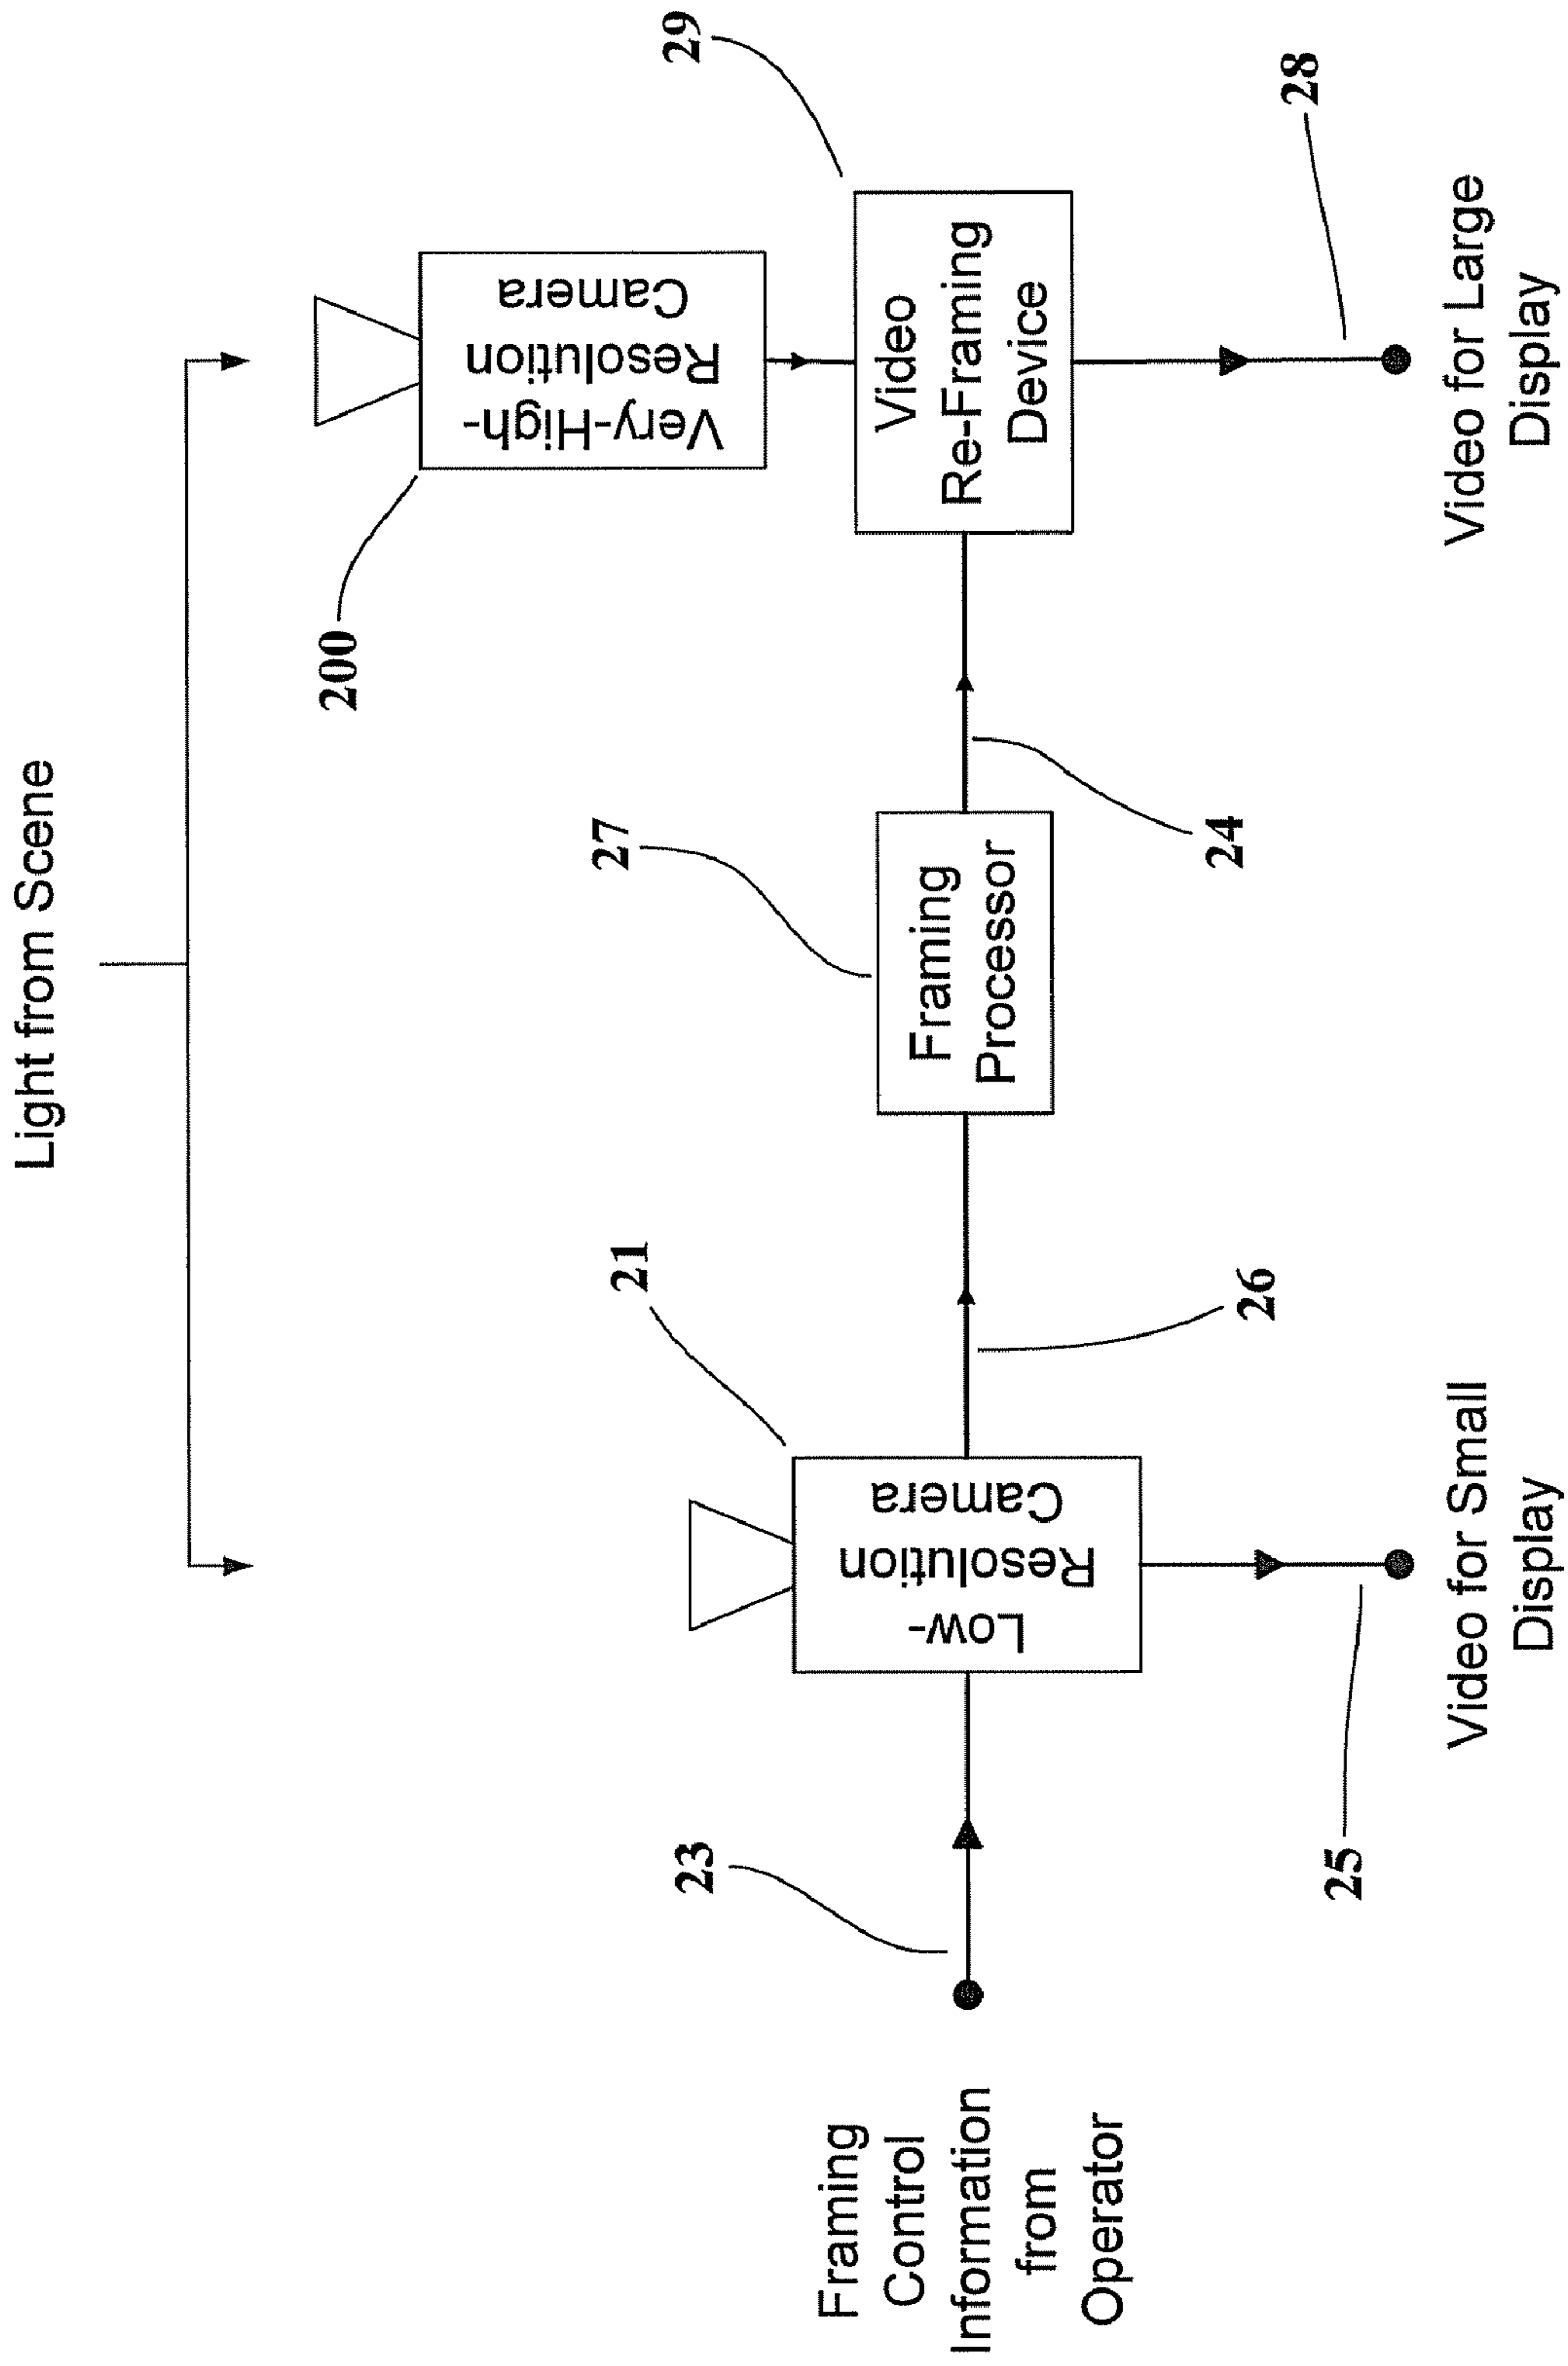 Light from Scene
29
Very-High-
Resolution
Camera
200
Video
Re-Framing
Device
28
Video for Large
Display
27
Framing
Processor
24
21
Low-
Resolution
Camera
26
23
25
Video for Small
Display
Framing
Control
Information
from
Operator